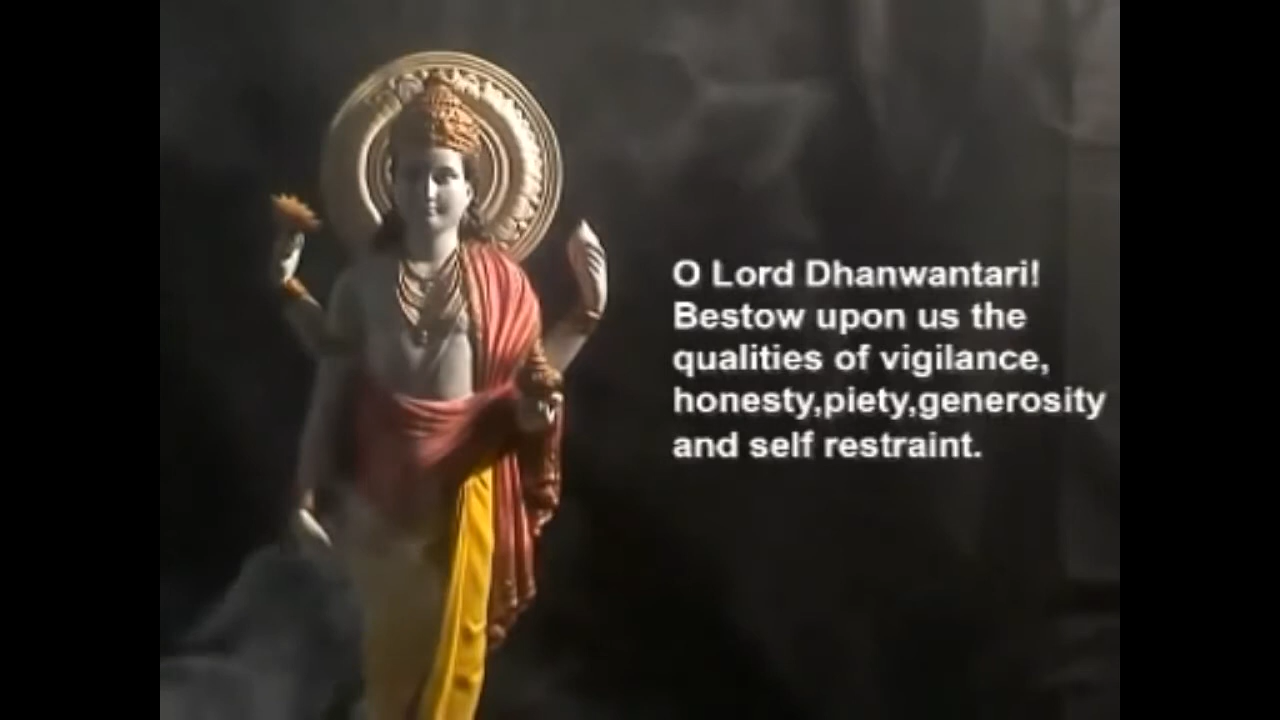 O Lord Dhanwantari!
Bestow upon us the
qualities of vigilance,
honesty,piety,generosity
and self restraint.